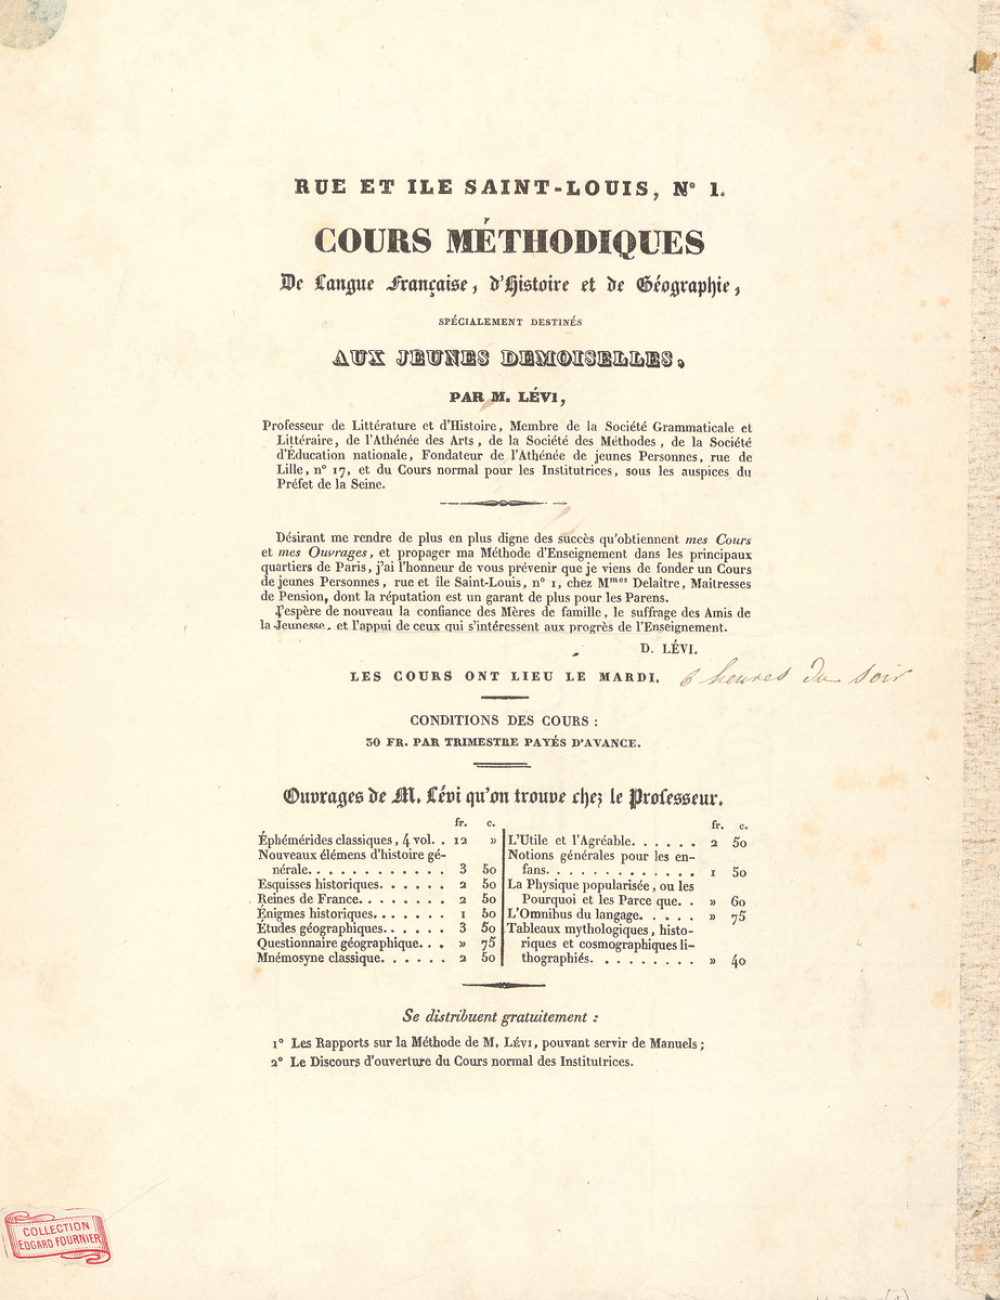 RUE ET ILE SAINT-LOUIS, N° 1.
COURS MÉTHODIQUES
De Langue Française, d'Histoire et de Géographie,
SPÉCIALEMENT DESTINÉS
AUX JEUNES DEMOISELLES,
PAR M. LÉVI,
Professeur de Littérature et d'Histoire, Membre de la Société Grammaticale et
Littéraire, de l'Athénée des Arts, de la Société des Méthodes, de la Société
d'Éducation nationale, Fondateur de l'Athénée de jeunes Personnes, rue de
Lille, n° 17, et du Cours normal pour les Institutrices, sous les auspices du
Préfet de la Seine.
Désirant me rendre de plus en plus digne des succès qu'obtiennent mes Cours
et mes Ouvrages, et propager ma Méthode d'Enseignement dans les principaux
quartiers de Paris, j'ai l'honneur de vous prévenir que je viens de fonder un Cours
de jeunes Personnes, rue et île Saint-Louis, n° 1, chez Mmes Delaître, Maîtresses
de Pension, dont la réputation est un garant de plus pour les Parens.
J'espère de nouveau la confiance des Mères de famille, le suffrage des Amis de
la Jeunesse, et l'appui de ceux qui s'intéressent aux progrès de l'Enseignement.
D. LÉVI.
LES COURS ONT LIEU LE MARDI. 6 heures Du soir
CONDITIONS DES COURS :
30 FR. PAR TRIMESTRE PAYÉS D'AVANCE.
Ouvrages de M. Lévi qu'on trouve chez le Professeur.
fr. c.
Éphémérides classiques, 4 vol. . 12 »
Nouveaux élémens d'histoire gé-
nérale. . . . . . . . . . . . 3 50
Esquisses historiques. . . . . . 2 50
Reines de France. . . . . . . . 2 50
Énigmes historiques. . . . . . . 1 50
Études géographiques. . . . . . 3 50
Questionnaire géographique. . . » 75
Mnémosyne classique. . . . . . 2 50
fr. c.
L'Utile et l'Agréable. . . . . . 2 50
Notions générales pour les en-
fans. . . . . . . . . . . . . 1 50
La Physique popularisée, ou les
Pourquoi et les Parce que. . » 60
L'Omnibus du langage. . . . . » 75
Tableaux mythologiques, histo-
riques et cosmographiques li-
thographiés. . . . . . . . . » 40
Se distribuent gratuitement :
1° Les Rapports sur la Méthode de M. LÉVI, pouvant servir de Manuels ;
2° Le Discours d'ouverture du Cours normal des Institutrices.
COLLECTION
EDGARD FOURNIER